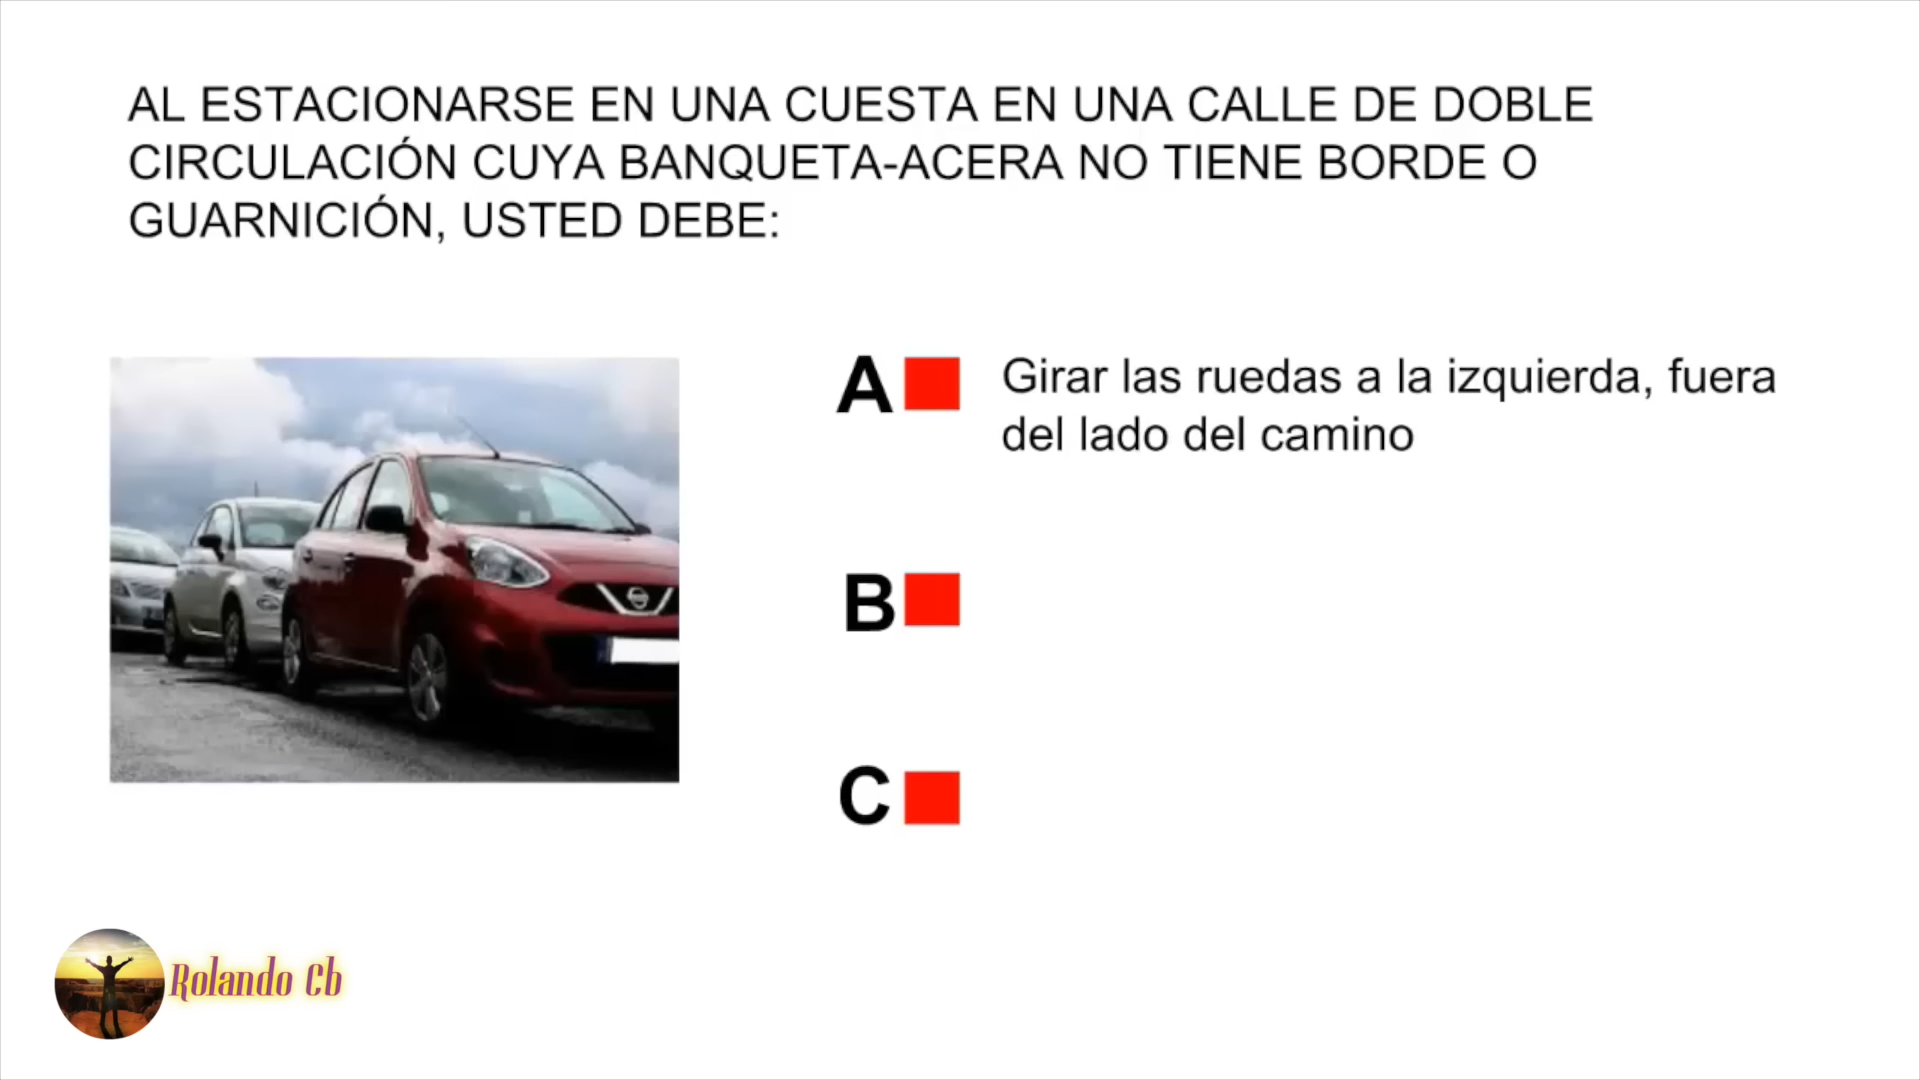 AL ESTACIONARSE EN UNA CUESTA EN UNA CALLE DE DOBLE
CIRCULACIÓN CUYA BANQUETA-ACERA NO TIENE BORDE O
GUARNICIÓN, USTED DEBE:
A
Girar las ruedas a la izquierda, fuera
del lado del camino
B
C
Rolando Cb